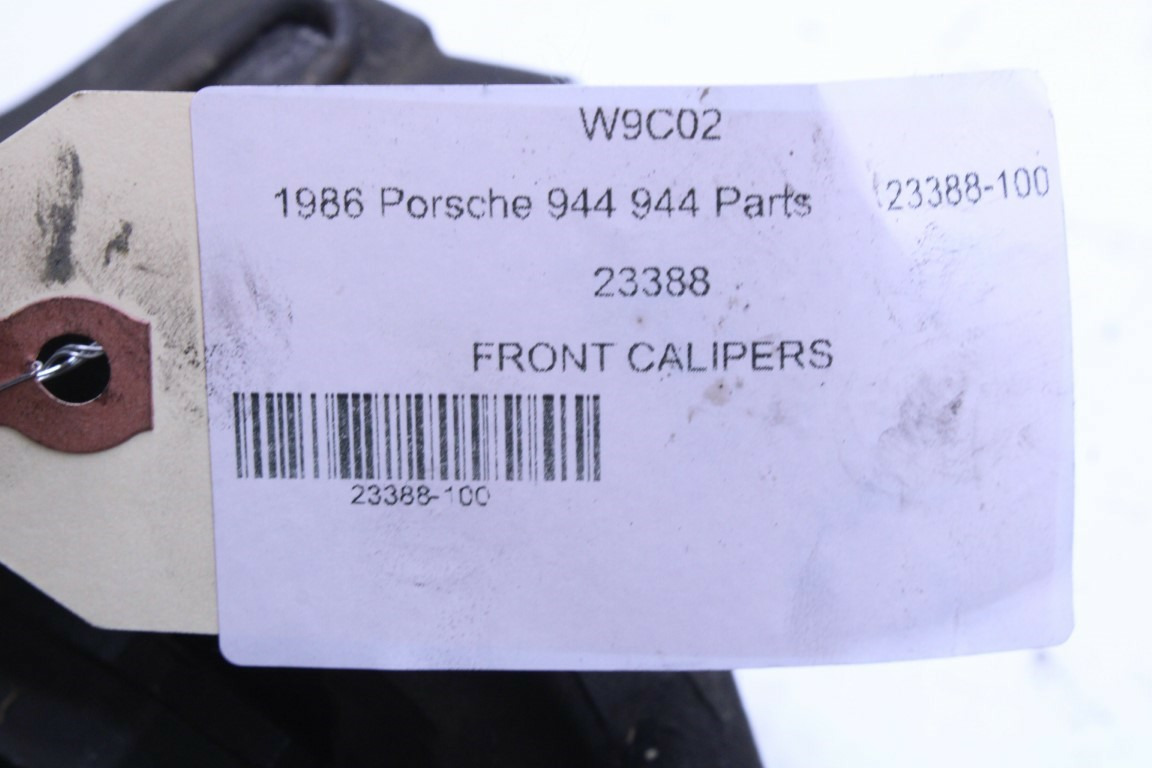 W9C02
1986 Porsche 944 944 Parts 23388-100
23388
FRONT CALIPERS
23388-100